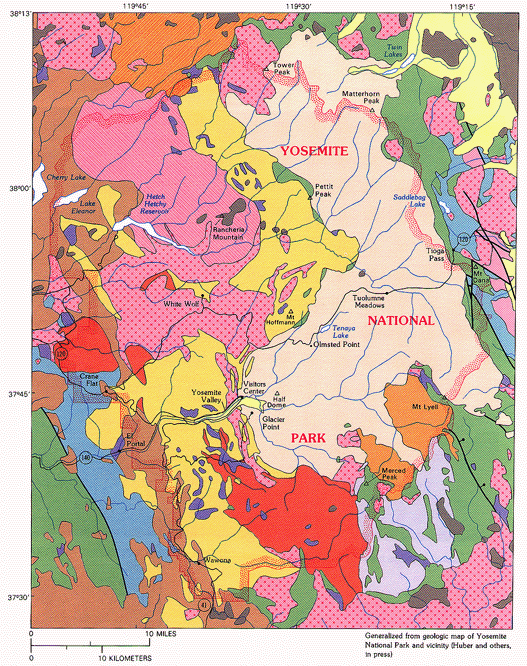 119°45'
119°30'
119°15'
38°13'
Twin
Lakes
Tower
Peak
Matterhorn
Peak
YOSEMITE
Cherry Lake
38°00'
Lake
Eleanor
Hetch
Hetchy
Reservoir
Pettit
Peak
Saddlebag
Lake
Rancheria
Mountain
120
Tioga
Pass
Mt
Dana
White Wolf
Tuolumne
Meadows
Mt
Hoffmann
Tenaya
Lake
NATIONAL
Olmsted Point
120
Crane
Flat
37°45'
Yosemite
Valley
Visitors
Center
Half
Dome
Glacier
Point
Mt Lyell
El
Portal
PARK
140
Merced
Peak
Wawona
37°30'
41
0 10 MILES
0 10 KILOMETERS
Generalized from geologic map of Yosemite
National Park and vicinity (Huber and others,
in press)